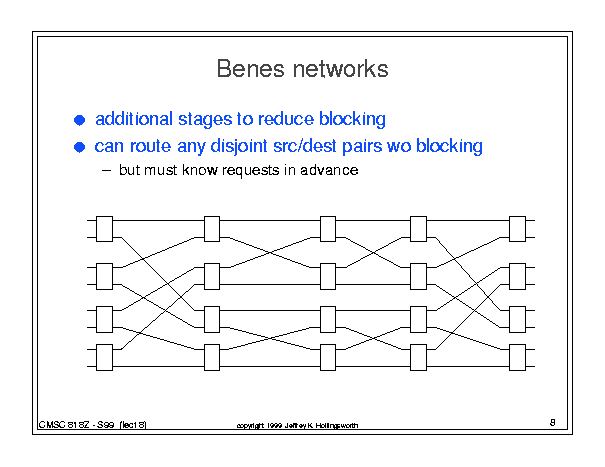 Benes networks
additional stages to reduce blocking
can route any disjoint src/dest pairs wo blocking
– but must know requests in advance
CMSC 818Z - S99 (lect 8)
copyright 1999 Jeffrey K. Hollingsworth
8